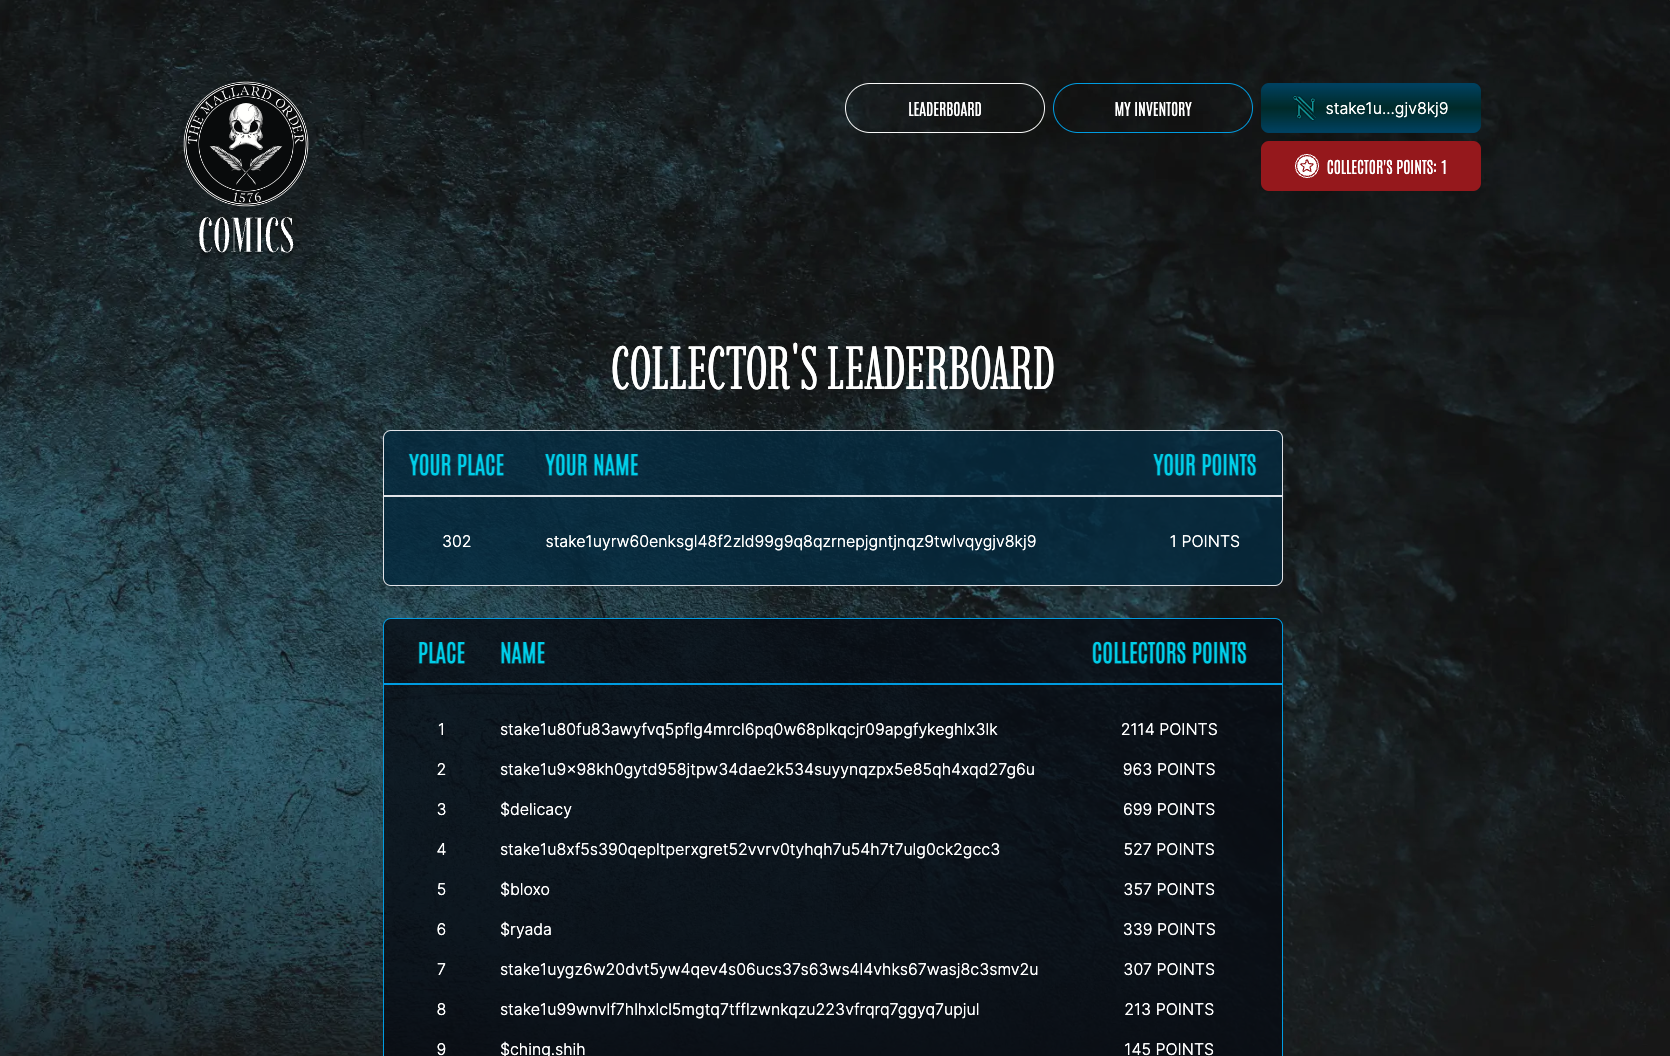 THE MALLARD ORDER
1576
COMICS
LEADERBOARD
MY INVENTORY
stake1u...gjv8kj9
COLLECTOR'S POINTS: 1
COLLECTOR'S LEADERBOARD
YOUR PLACE YOUR NAME YOUR POINTS
302 stake1uyrw60enksgl48f2zld99g9q8qzrnepjgntjnqz9twlvqygjv8kj9 1 POINTS
PLACE NAME COLLECTORS POINTS
1 stake1u80fu83awyfvq5pflg4mrcl6pq0w68plkqcjr09apgfykeghlx3lk 2114 POINTS
2 stake1u9×98kh0gytd958jtpw34dae2k534suyynqzpx5e85qh4xqd27g6u 963 POINTS
3 $delicacy 699 POINTS
4 stake1u8xf5s390qepltperxgret52vvrv0tyhqh7u54h7t7ulg0ck2gcc3 527 POINTS
5 $bloxo 357 POINTS
6 $ryada 339 POINTS
7 stake1uygz6w20dvt5yw4qev4s06ucs37s63ws4l4vhks67wasj8c3smv2u 307 POINTS
8 stake1u99wnvlf7hlhxlcl5mgtq7tfflzwnkqzu223vfrqrq7ggyq7upjul 213 POINTS
9 $ching.shih 145 POINTS